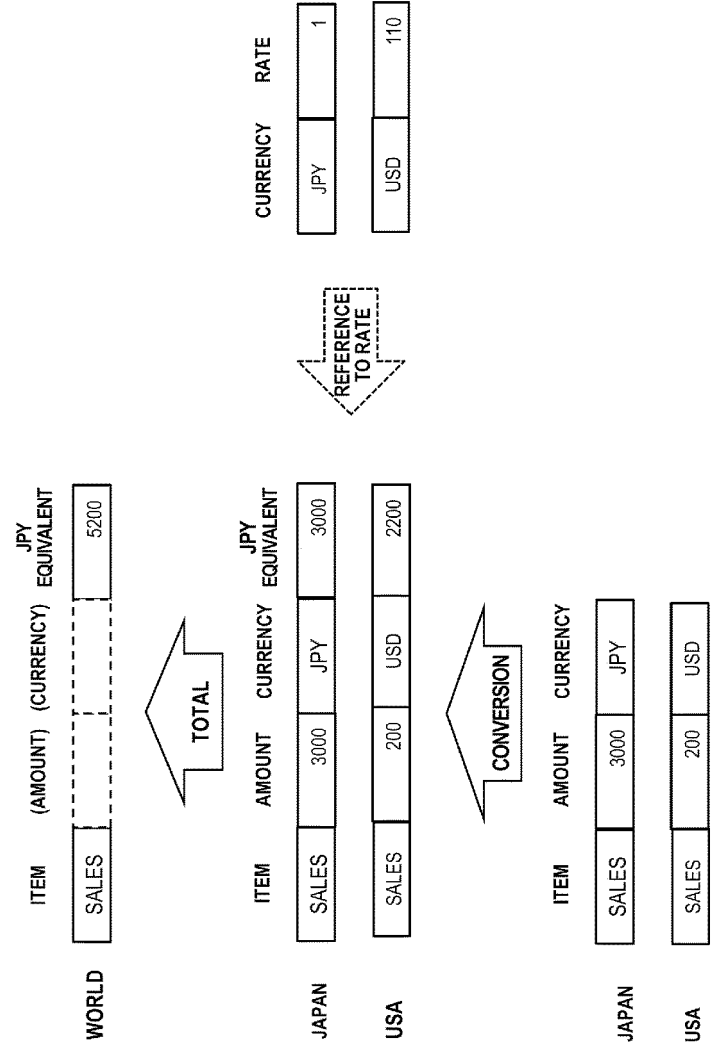 ITEM (AMOUNT) (CURRENCY) JPY
EQUIVALENT
WORLD SALES 5200
TOTAL
ITEM AMOUNT CURRENCY JPY
EQUIVALENT
JAPAN SALES 3000 JPY 3000
USA SALES 200 USD 2200
REFERENCE
TO RATE
CURRENCY RATE
JPY 1
USD 110
CONVERSION
ITEM AMOUNT CURRENCY
JAPAN SALES 3000 JPY
USA SALES 200 USD